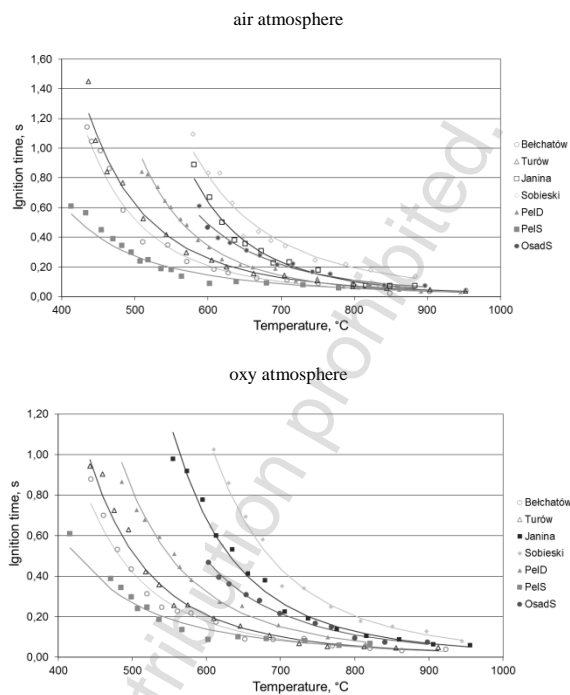 air atmosphere
1,60
1,40
1,20
1,00
0,80
0,60
0,40
0,20
0,00
Ignition time, s
400 500 600 700 800 900 1000
Temperature, °C
Bełchatów
Turów
Janina
Sobieski
PelD
PelS
OsadS
oxy atmosphere
1,20
1,00
0,80
0,60
0,40
0,20
0,00
Ignition time, s
400 500 600 700 800 900 1000
Temperature, °C
Bełchatów
Turów
Janina
Sobieski
PelD
PelS
OsadS
tribution prohibited.